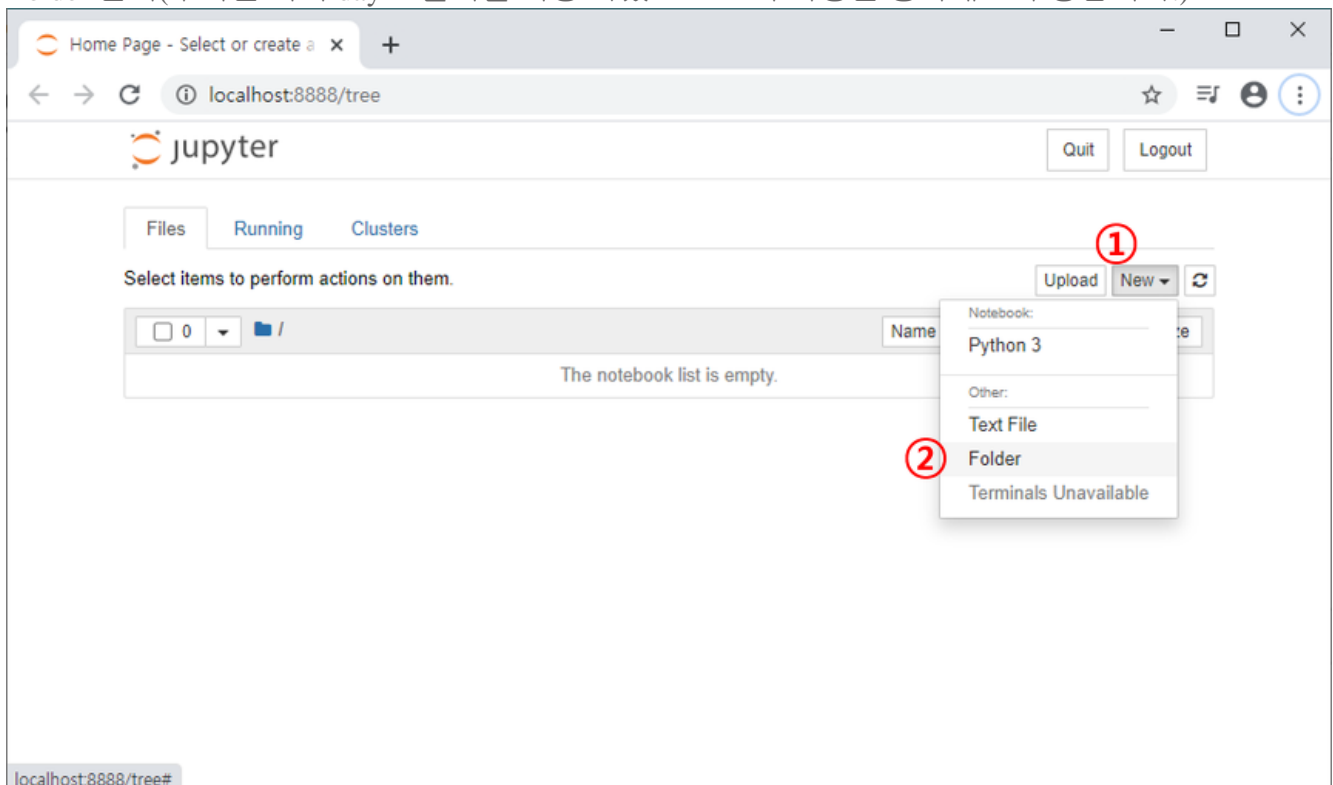 Home Page - Select or create a
localhost:8888/tree
jupyter
Quit Logout
Files Running Clusters
①
Select items to perform actions on them.
Upload New
0 /
Name
Notebook:
Python 3
The notebook list is empty.
Other:
Text File
② Folder
Terminals Unavailable
localhost:8888/tree#